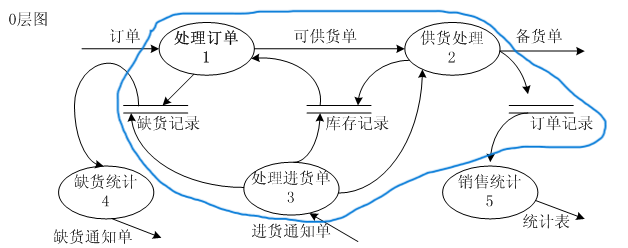 0层图
订单
处理订单
1
可供货单
供货处理
2
备货单
缺货记录
库存记录
订单记录
缺货统计
4
处理进货单
3
销售统计
5
缺货通知单
进货通知单
统计表